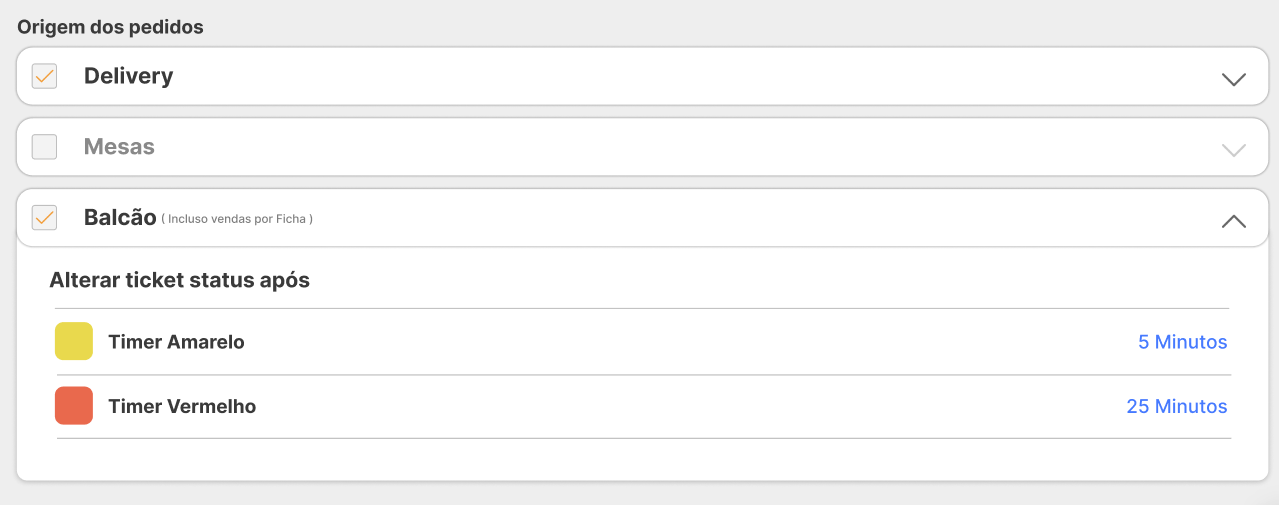 Origem dos pedidos
Delivery
Mesas
Balcão ( Incluso vendas por Ficha )
Alterar ticket status após
Timer Amarelo 5 Minutos
Timer Vermelho 25 Minutos